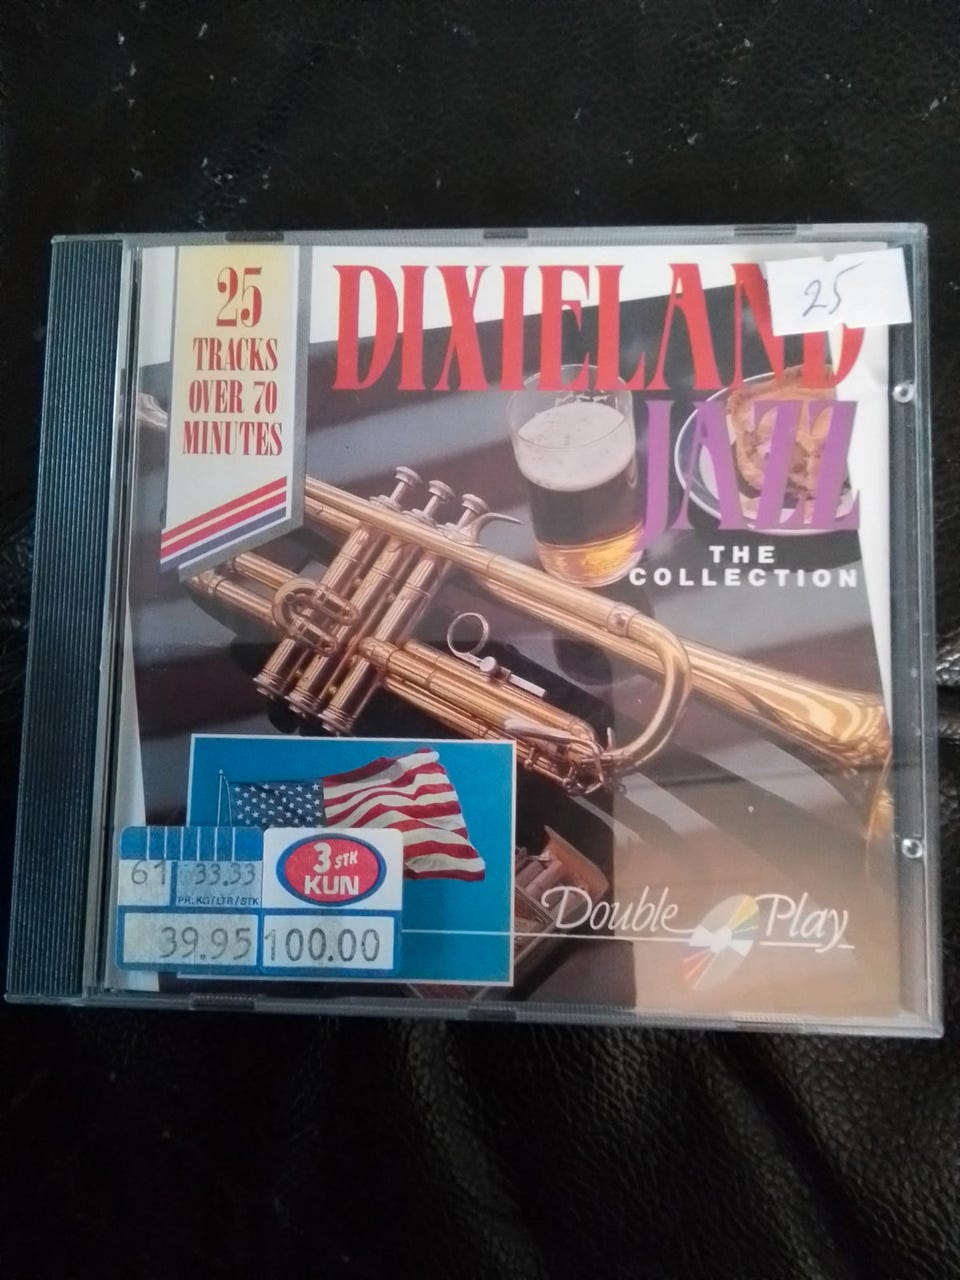 25
TRACKS
OVER 70
MINUTES
DIXIELAND
25
JAZZ
THE
COLLECTION
3 STK
KUN
61 33.33
PR. KG/LTR/STK
39.95 100.00
Double Play